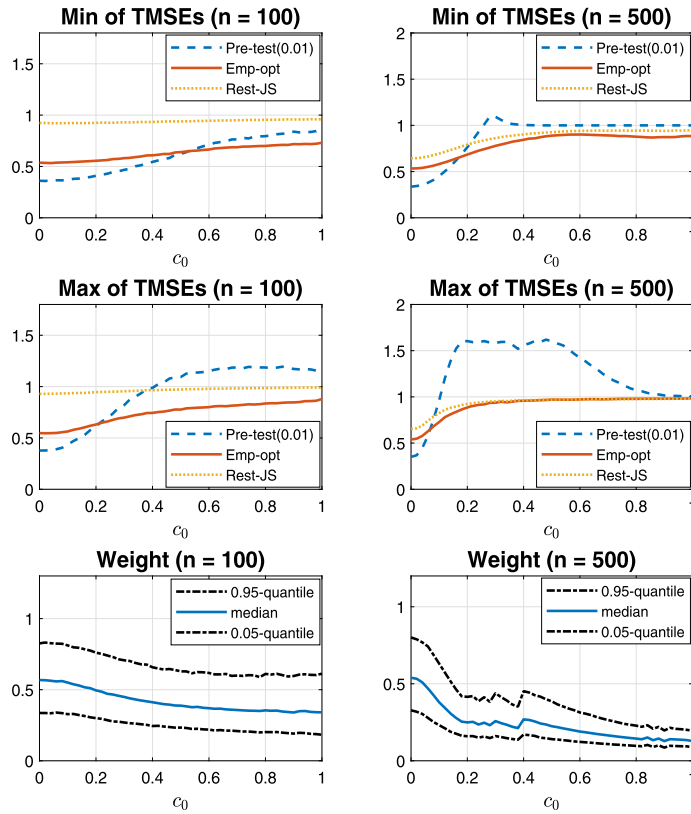 Min of TMSEs (n = 100)
Pre-test(0.01)
Emp-opt
Rest-JS
1.5
1
0.5
0
0 0.2 0.4 0.6 0.8 1
c0
Min of TMSEs (n = 500)
Pre-test(0.01)
Emp-opt
Rest-JS
2
1.5
1
0.5
0
0 0.2 0.4 0.6 0.8 1
c0
Max of TMSEs (n = 100)
1.5
1
0.5
0
Pre-test(0.01)
Emp-opt
Rest-JS
0 0.2 0.4 0.6 0.8 1
c0
Max of TMSEs (n = 500)
2
1.5
1
0.5
0
Pre-test(0.01)
Emp-opt
Rest-JS
0 0.2 0.4 0.6 0.8 1
c0
Weight (n = 100)
0.95-quantile
median
0.05-quantile
1
0.5
0
0 0.2 0.4 0.6 0.8 1
c0
Weight (n = 500)
0.95-quantile
median
0.05-quantile
1
0.5
0
0 0.2 0.4 0.6 0.8 1
c0